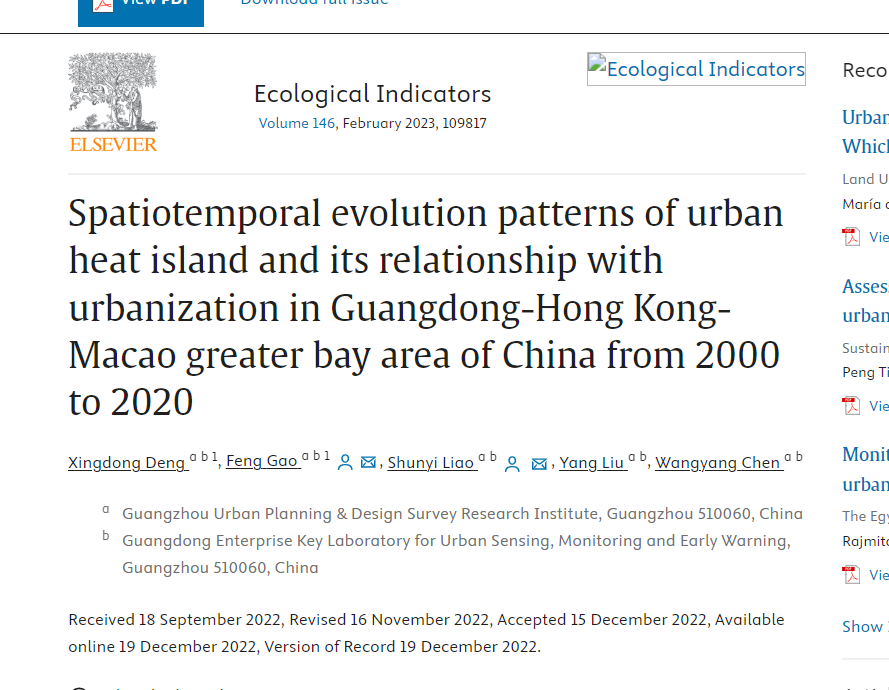 View PDF
Download full issue
ELSEVIER
Ecological Indicators
Volume 146, February 2023, 109817
Ecological Indicators
Spatiotemporal evolution patterns of urban
heat island and its relationship with
urbanization in Guangdong-Hong Kong-
Macao greater bay area of China from 2000
to 2020
Xingdong Deng a b 1, Feng Gao a b 1, Shunyi Liao a b, Yang Liu a b, Wangyang Chen a b
a Guangzhou Urban Planning & Design Survey Research Institute, Guangzhou 510060, China
b Guangdong Enterprise Key Laboratory for Urban Sensing, Monitoring and Early Warning,
Guangzhou 510060, China
Received 18 September 2022, Revised 16 November 2022, Accepted 15 December 2022, Available
online 19 December 2022, Version of Record 19 December 2022.
Reco
Urban
Which
Land U
María
Vie
Asses
urban
Sustain
Peng Ti
Vie
Monit
urban
The Egy
Rajmit
Vie
Show